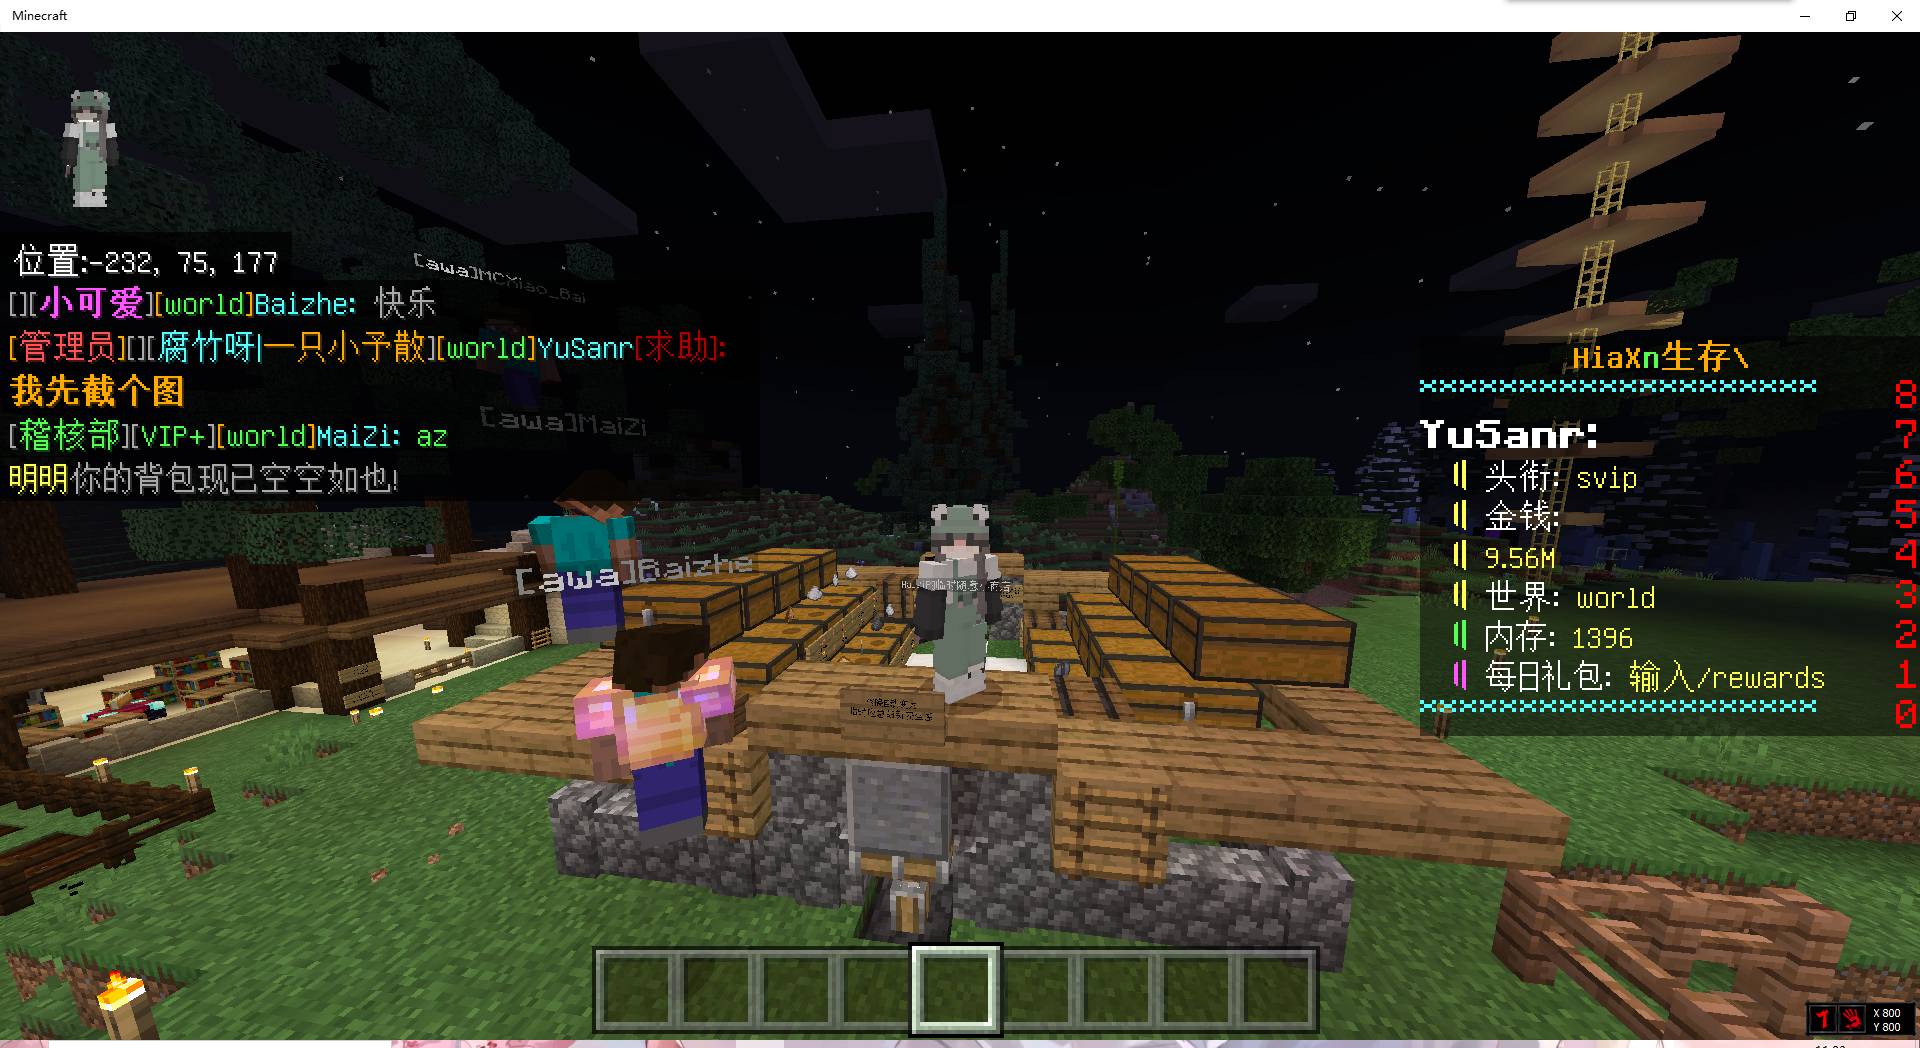 Minecraft
位置:-232, 75, 177
[awa]MCXiao_Bai
[][小可爱][world]Baizhe: 快乐
[管理员][][腐竹呀|一只小予散][world]YuSanr[求助]:
我先截个图
[awa]MaiZi
[稽核部][VIP+][world]MaiZi: az
明明你的背包现已空空如也!
[awa]Baizhe
HiaXn生存\
YuSanr:
头衔: svip
金钱:
9.56M
世界: world
内存: 1396
每日礼包: 输入/rewards
8
7
6
5
4
3
2
1
0
X 800
Y 800